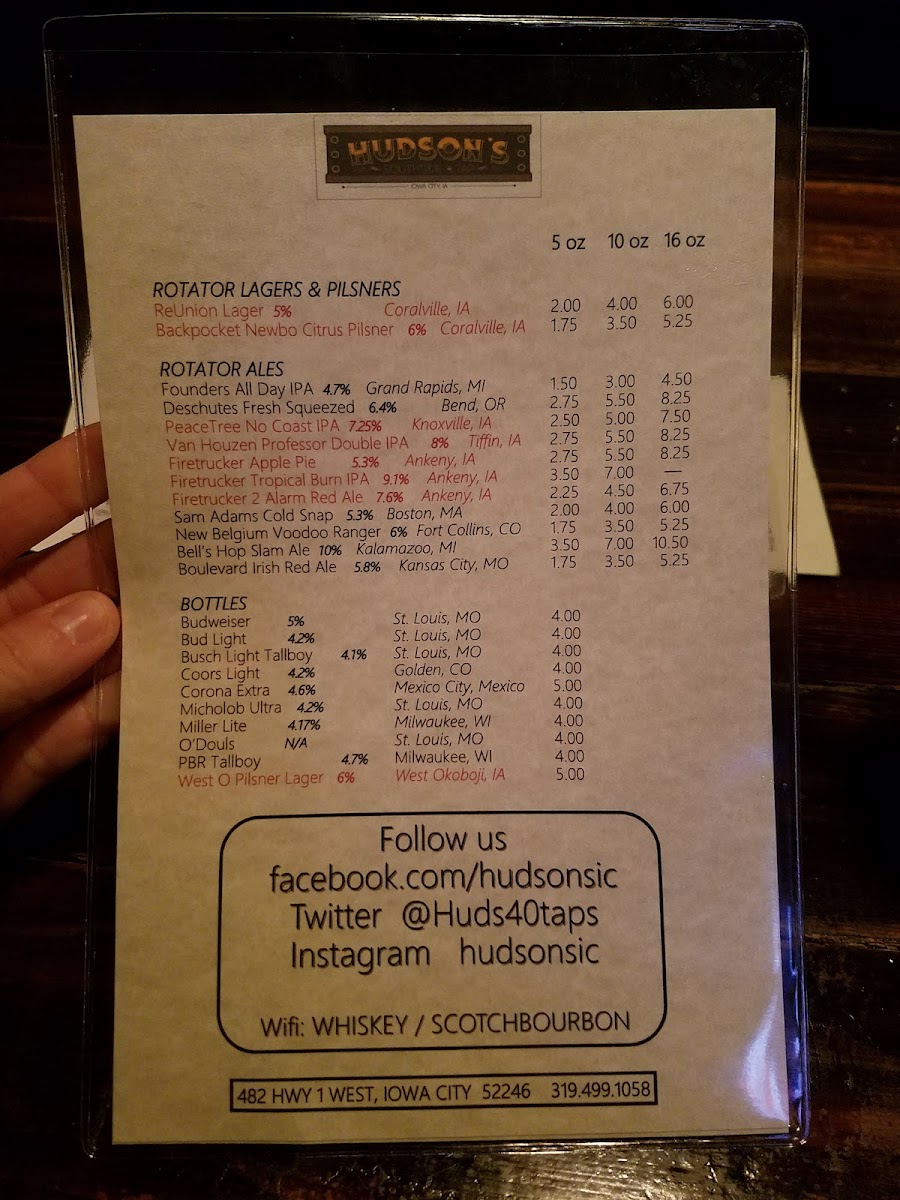 HUDSON'S
IOWA CITY, IA
5 oz 10 oz 16 oz
ROTATOR LAGERS & PILSNERS
ReUnion Lager 5% Coralville, IA 2.00 4.00 6.00
Backpocket Newbo Citrus Pilsner 6% Coralville, IA 1.75 3.50 5.25
ROTATOR ALES
Founders All Day IPA 4.7% Grand Rapids, MI 1.50 3.00 4.50
Deschutes Fresh Squeezed 6.4% Bend, OR 2.75 5.50 8.25
PeaceTree No Coast IPA 7.25% Knoxville, IA 2.50 5.00 7.50
Van Houzen Professor Double IPA 8% Tiffin, IA 2.75 5.50 8.25
Firetrucker Apple Pie 5.3% Ankeny, IA 2.75 5.50 8.25
Firetrucker Tropical Burn IPA 9.1% Ankeny, IA 3.50 7.00 —
Firetrucker 2 Alarm Red Ale 7.6% Ankeny, IA 2.25 4.50 6.75
Sam Adams Cold Snap 5.3% Boston, MA 2.00 4.00 6.00
New Belgium Voodoo Ranger 6% Fort Collins, CO 1.75 3.50 5.25
Bell's Hop Slam Ale 10% Kalamazoo, MI 3.50 7.00 10.50
Boulevard Irish Red Ale 5.8% Kansas City, MO 1.75 3.50 5.25
BOTTLES
Budweiser 5% St. Louis, MO 4.00
Bud Light 4.2% St. Louis, MO 4.00
Busch Light Tallboy 4.1% St. Louis, MO 4.00
Coors Light 4.2% Golden, CO 4.00
Corona Extra 4.6% Mexico City, Mexico 5.00
Micholob Ultra 4.2% St. Louis, MO 4.00
Miller Lite 4.17% Milwaukee, WI 4.00
O'Douls N/A St. Louis, MO 4.00
PBR Tallboy 4.7% Milwaukee, WI 4.00
West O Pilsner Lager 6% West Okoboji, IA 5.00
Follow us
facebook.com/hudsonsic
Twitter @Huds40taps
Instagram hudsonsic
Wifi: WHISKEY / SCOTCHBOURBON
482 HWY 1 WEST, IOWA CITY 52246 319.499.1058